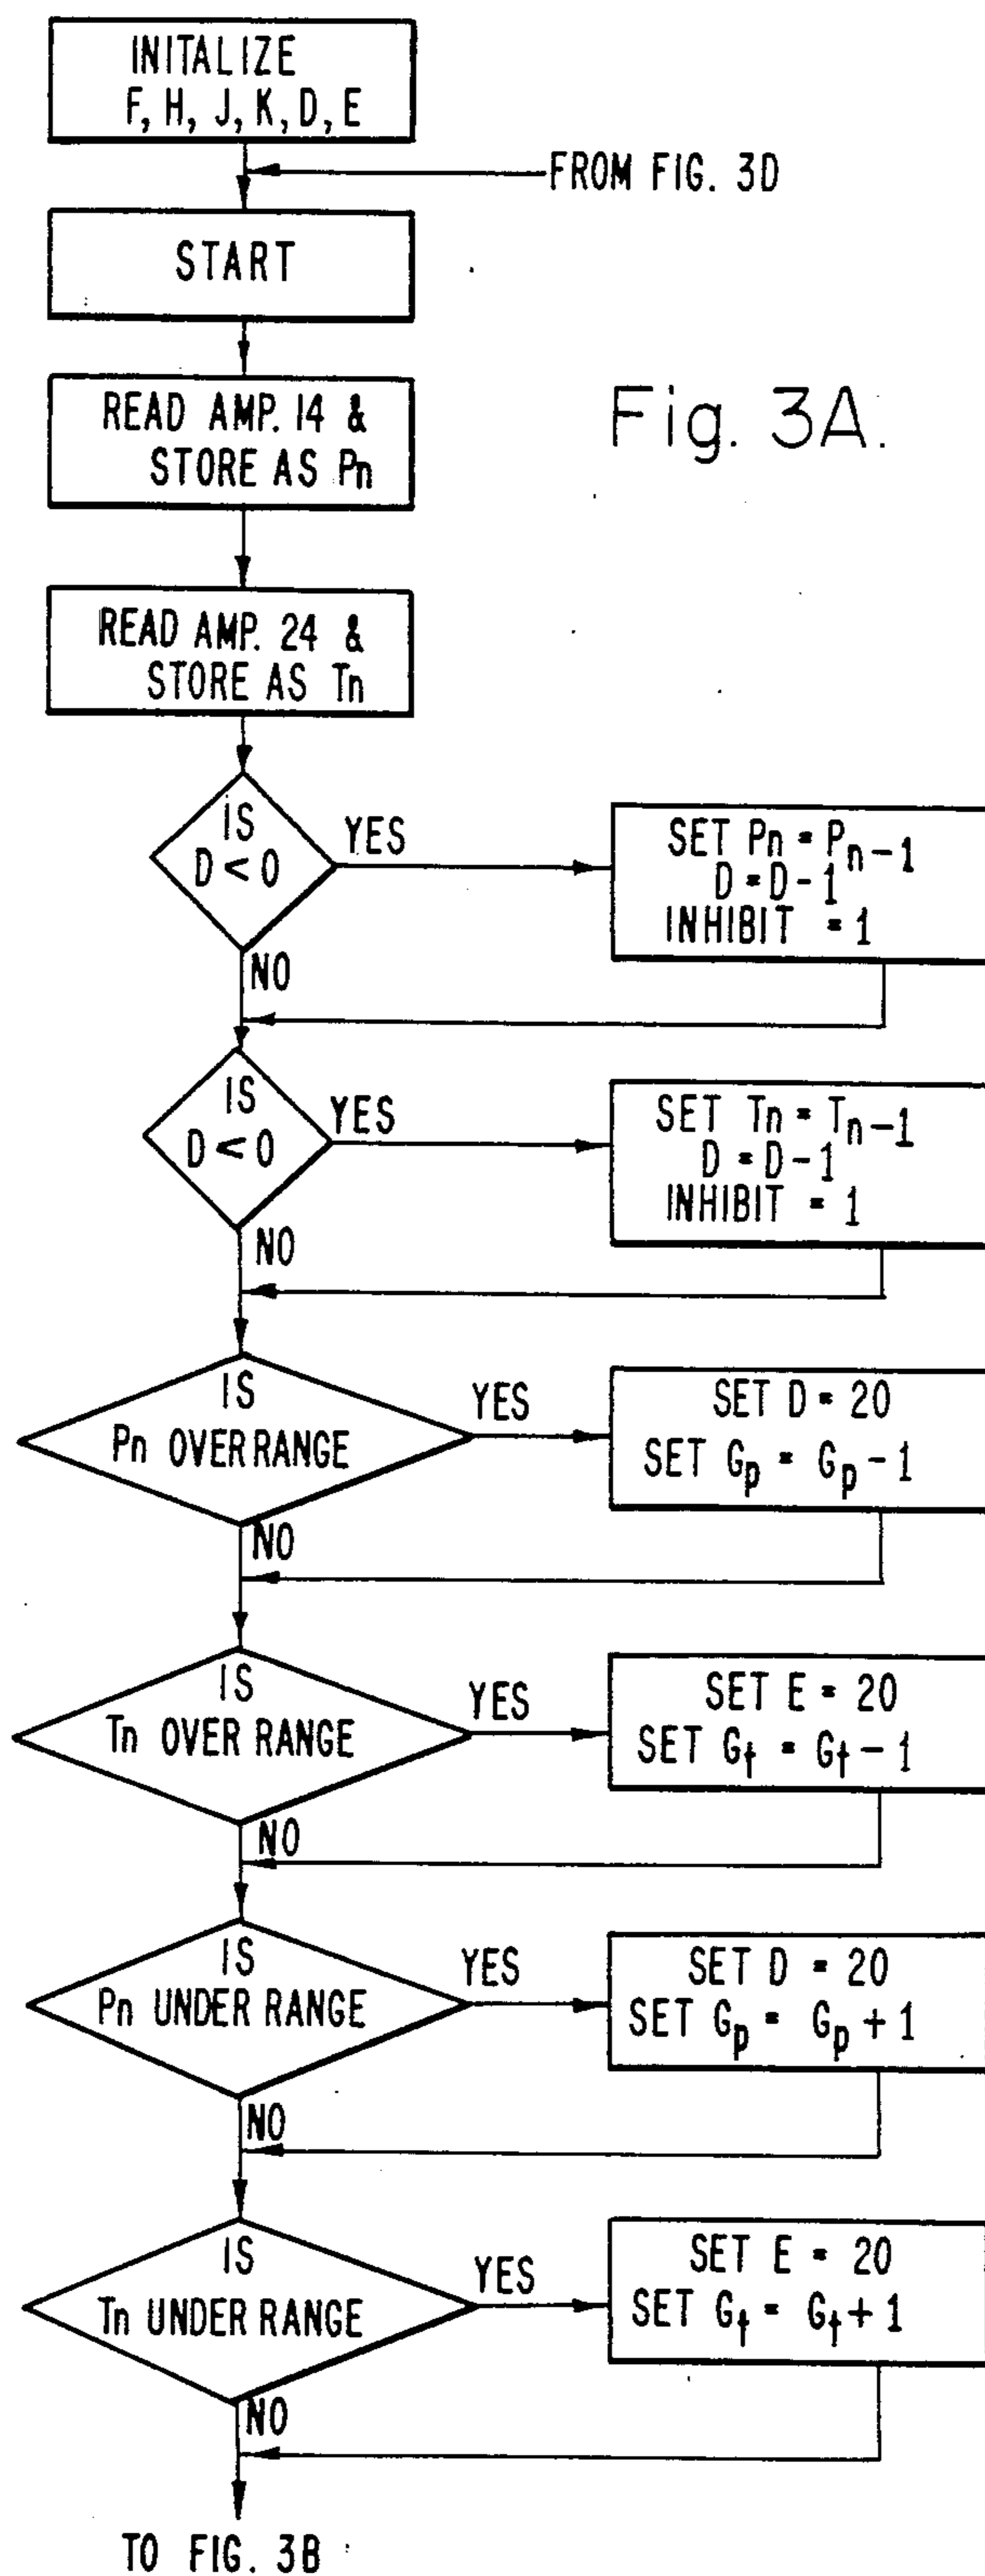 INITALIZE
F, H, J, K, D, E
FROM FIG. 3D
START
READ AMP. 14 &
STORE AS Pn
Fig. 3A.
READ AMP. 24 &
STORE AS Tn
IS
D < 0
YES
SET Pn = Pn-1
D = D-1
INHIBIT = 1
NO
IS
D < 0
YES
SET Tn = Tn-1
D = D-1
INHIBIT = 1
NO
IS
Pn OVER RANGE
YES
SET D = 20
SET Gp = Gp - 1
NO
IS
Tn OVER RANGE
YES
SET E = 20
SET Gt = Gt - 1
NO
IS
Pn UNDER RANGE
YES
SET D = 20
SET Gp = Gp + 1
NO
IS
Tn UNDER RANGE
YES
SET E = 20
SET Gt = Gt + 1
NO
TO FIG. 3B